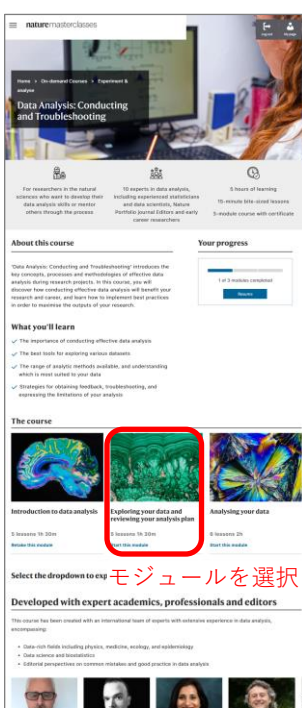 naturemasterclasses
Logout
My page
Home > On-demand Courses > Experiment &
analyse
Data Analysis: Conducting
and Troubleshooting
For researchers in the natural
sciences who want to develop their
data analysis skills or mentor
others through the process
10 experts in data analysis,
including experienced statisticians
and data scientists, Nature
Portfolio Journal Editors and early
career researchers
5 hours of learning
15-minute bite-sized lessons
3-module course with certificate
About this course
'Data Analysis: Conducting and Troubleshooting' introduces the
key concepts, processes and methodologies of effective data
analysis during research projects. In this course, you will
discover how conducting effective data analysis will benefit your
research and career, and learn how to implement best practices
in order to maximise the outputs of your research.
Your progress
1 of 3 modules completed
Resume
What you'll learn
The importance of conducting effective data analysis
The best tools for exploring various datasets
The range of analytic methods available, and understanding
which is most suited to your data
Strategies for obtaining feedback, troubleshooting, and
expressing the limitations of your analysis
The course
Introduction to data analysis
5 lessons 1h 30m
Retake this module
Exploring your data and
reviewing your analysis plan
lessons 1h 30m
Start this module
Analysing your data
6 lessons 2h
Start this module
Select the dropdown to exp
モジュールを選択
Developed with expert academics, professionals and editors
This course has been created with an international team of experts with extensive experience in data analysis,
encompassing:
• Data-rich fields including physics, medicine, ecology, and epidemiology
• Data science and biostatistics
• Editorial perspectives on common mistakes and good practice in data analysis